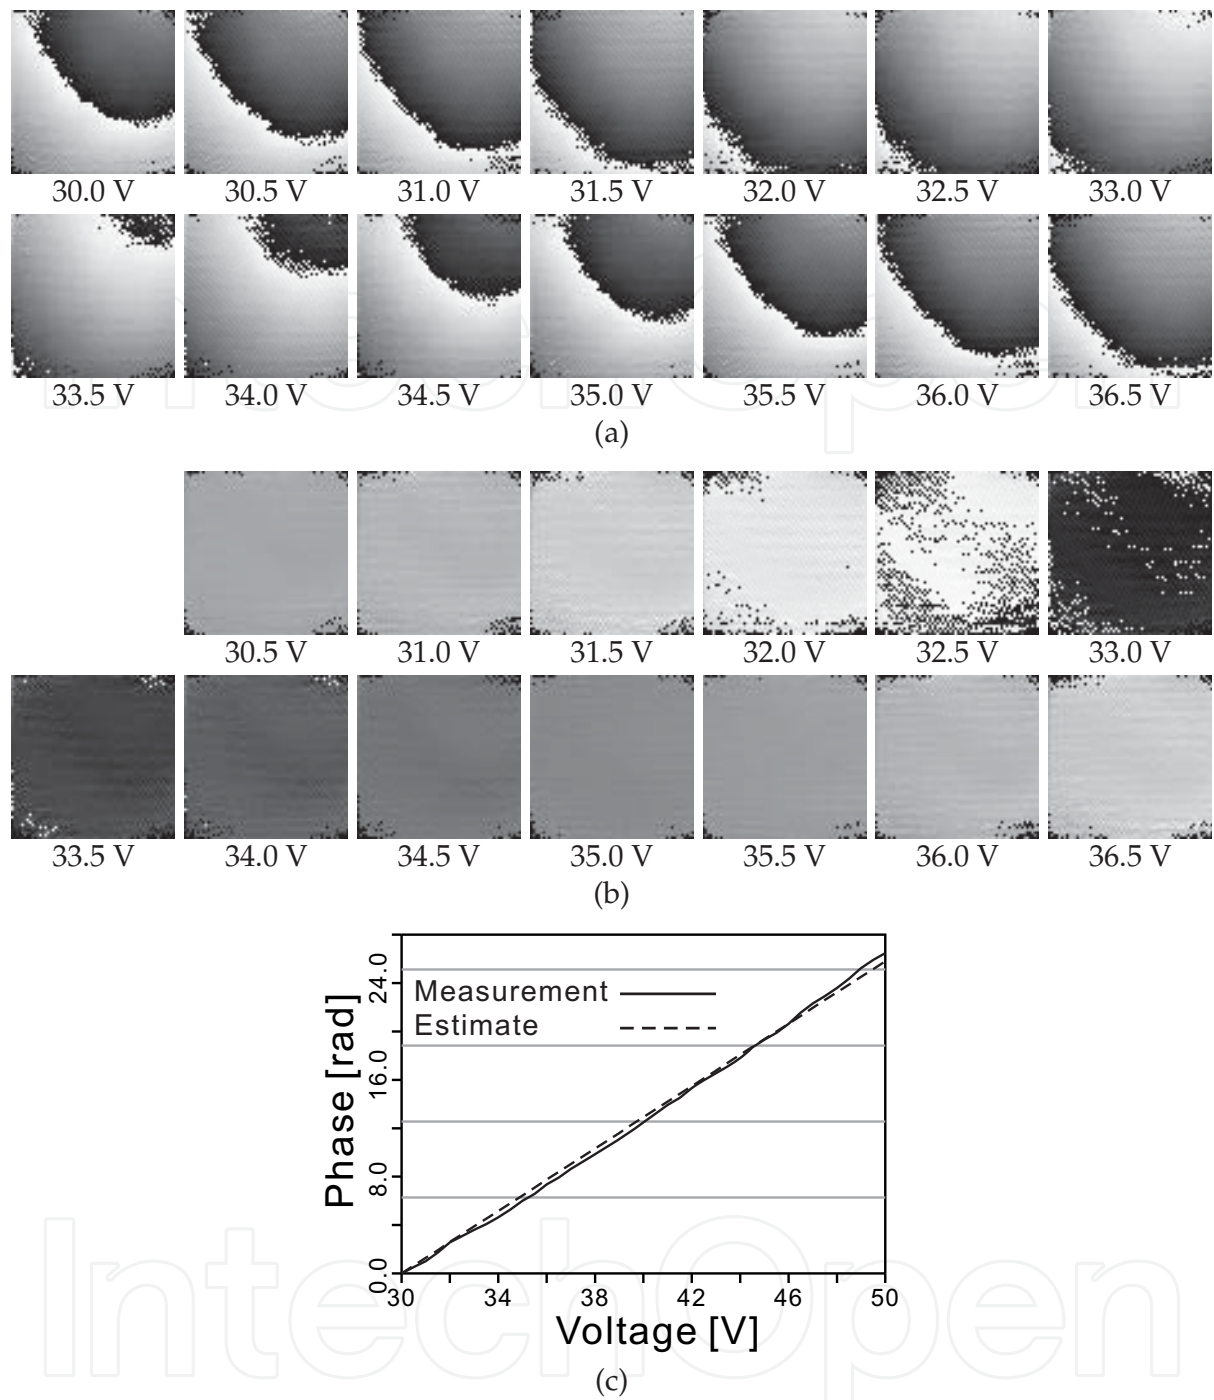 30.0 V 30.5 V 31.0 V 31.5 V 32.0 V 32.5 V 33.0 V
33.5 V 34.0 V 34.5 V 35.0 V 35.5 V 36.0 V 36.5 V
(a)
30.5 V 31.0 V 31.5 V 32.0 V 32.5 V 33.0 V
33.5 V 34.0 V 34.5 V 35.0 V 35.5 V 36.0 V 36.5 V
(b)
Measurement
Estimate
Phase [rad]
24.0
16.0
8.0
0.0
30 34 38 42 46 50
Voltage [V]
(c)
IntechOpen
IntechOpen